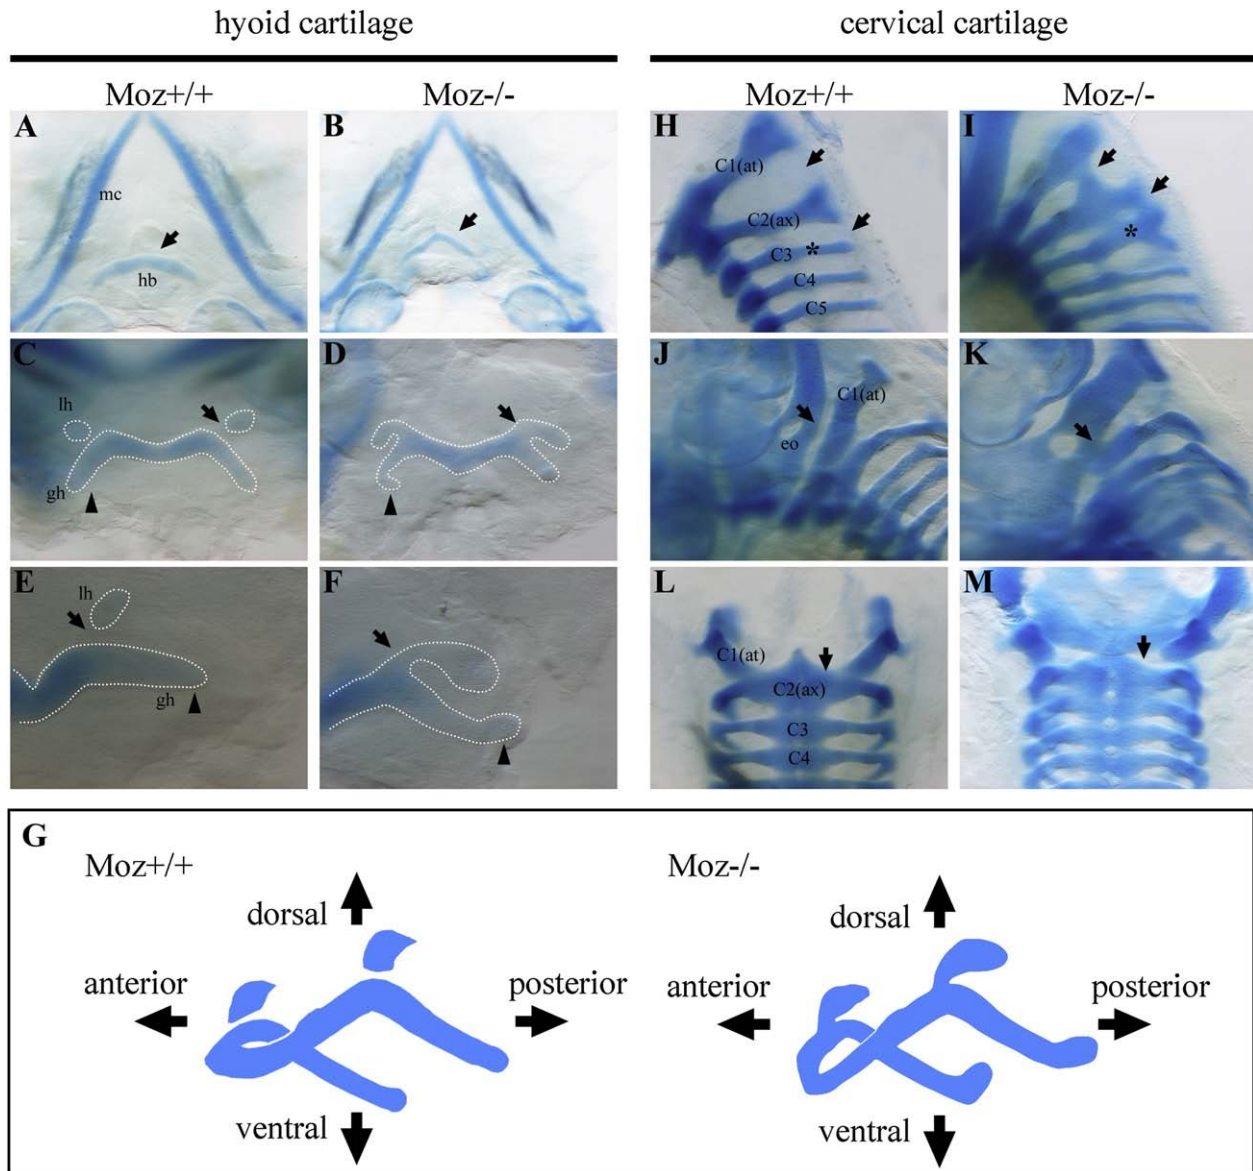 hyoid cartilage
cervical cartilage
Moz+/+
Moz-/-
Moz+/+
Moz-/-
A
mc
hb
B
H
C1(at)
C2(ax)
*
C3
C4
C5
I
*
C
lh
gh
D
J
C1(at)
eo
K
E
lh
gh
F
L
C1(at)
C2(ax)
C3
C4
M
G
Moz+/+
dorsal
anterior
posterior
ventral
Moz-/-
dorsal
anterior
posterior
ventral